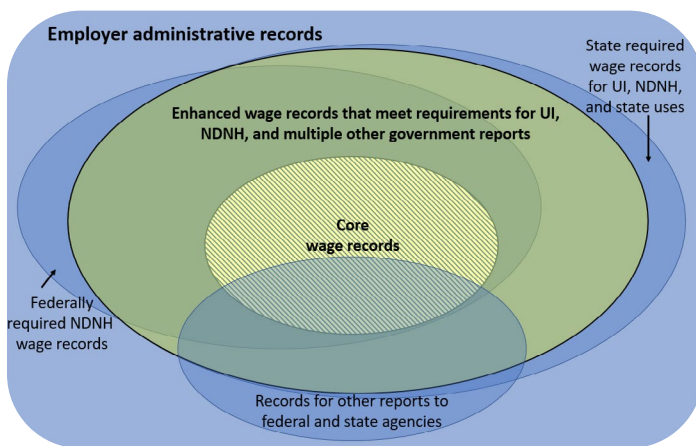 Employer administrative records
State required
wage records
for UI, NDNH,
and state uses
Enhanced wage records that meet requirements for UI,
NDNH, and multiple other government reports
Core
wage records
Federally
required NDNH
wage records
Records for other reports to
federal and state agencies